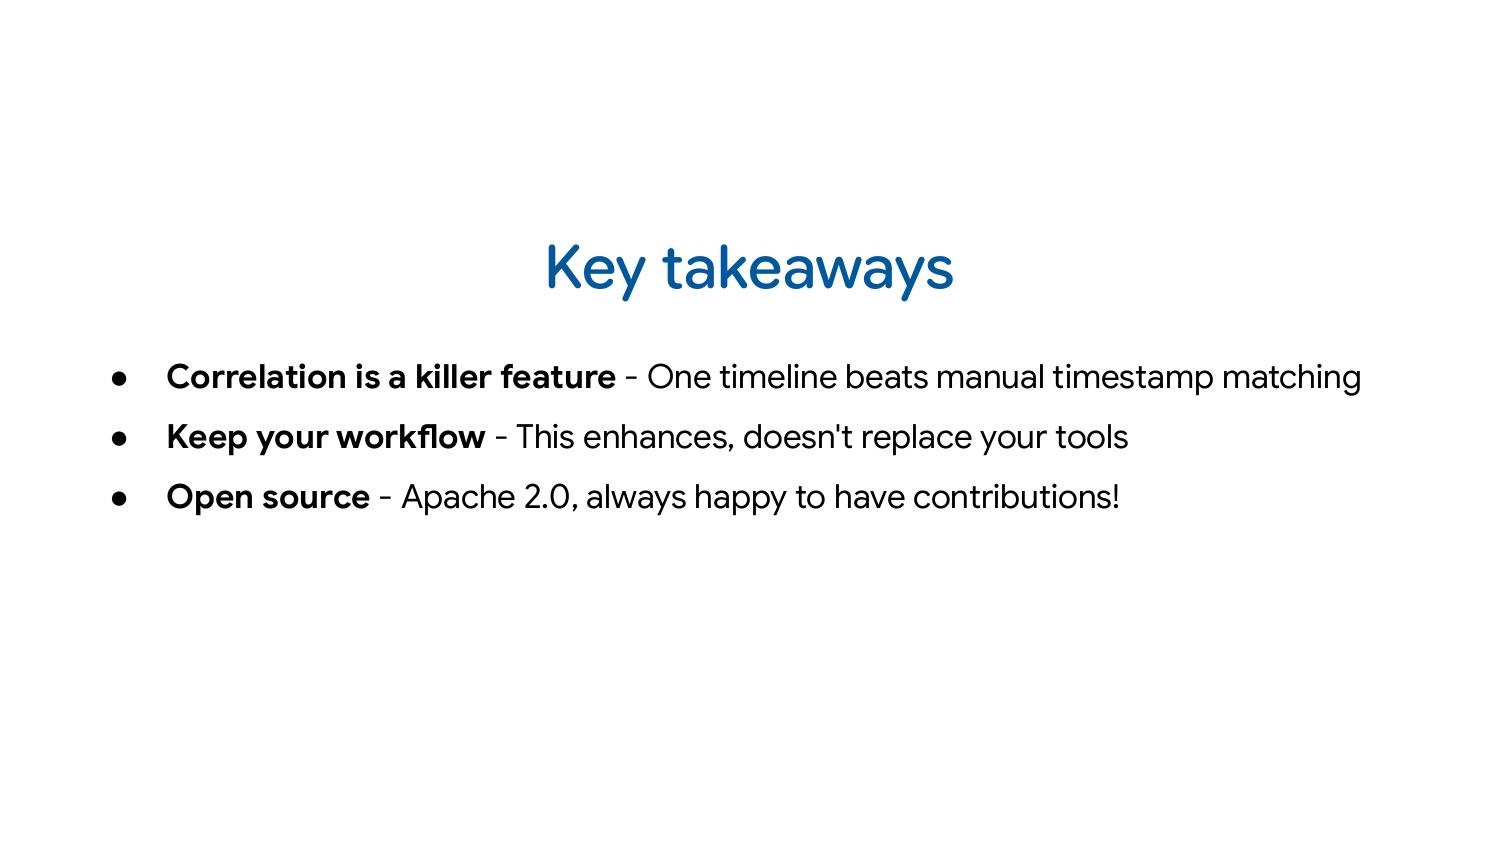 Key takeaways
● Correlation is a killer feature - One timeline beats manual timestamp matching
● Keep your workflow - This enhances, doesn't replace your tools
● Open source - Apache 2.0, always happy to have contributions!